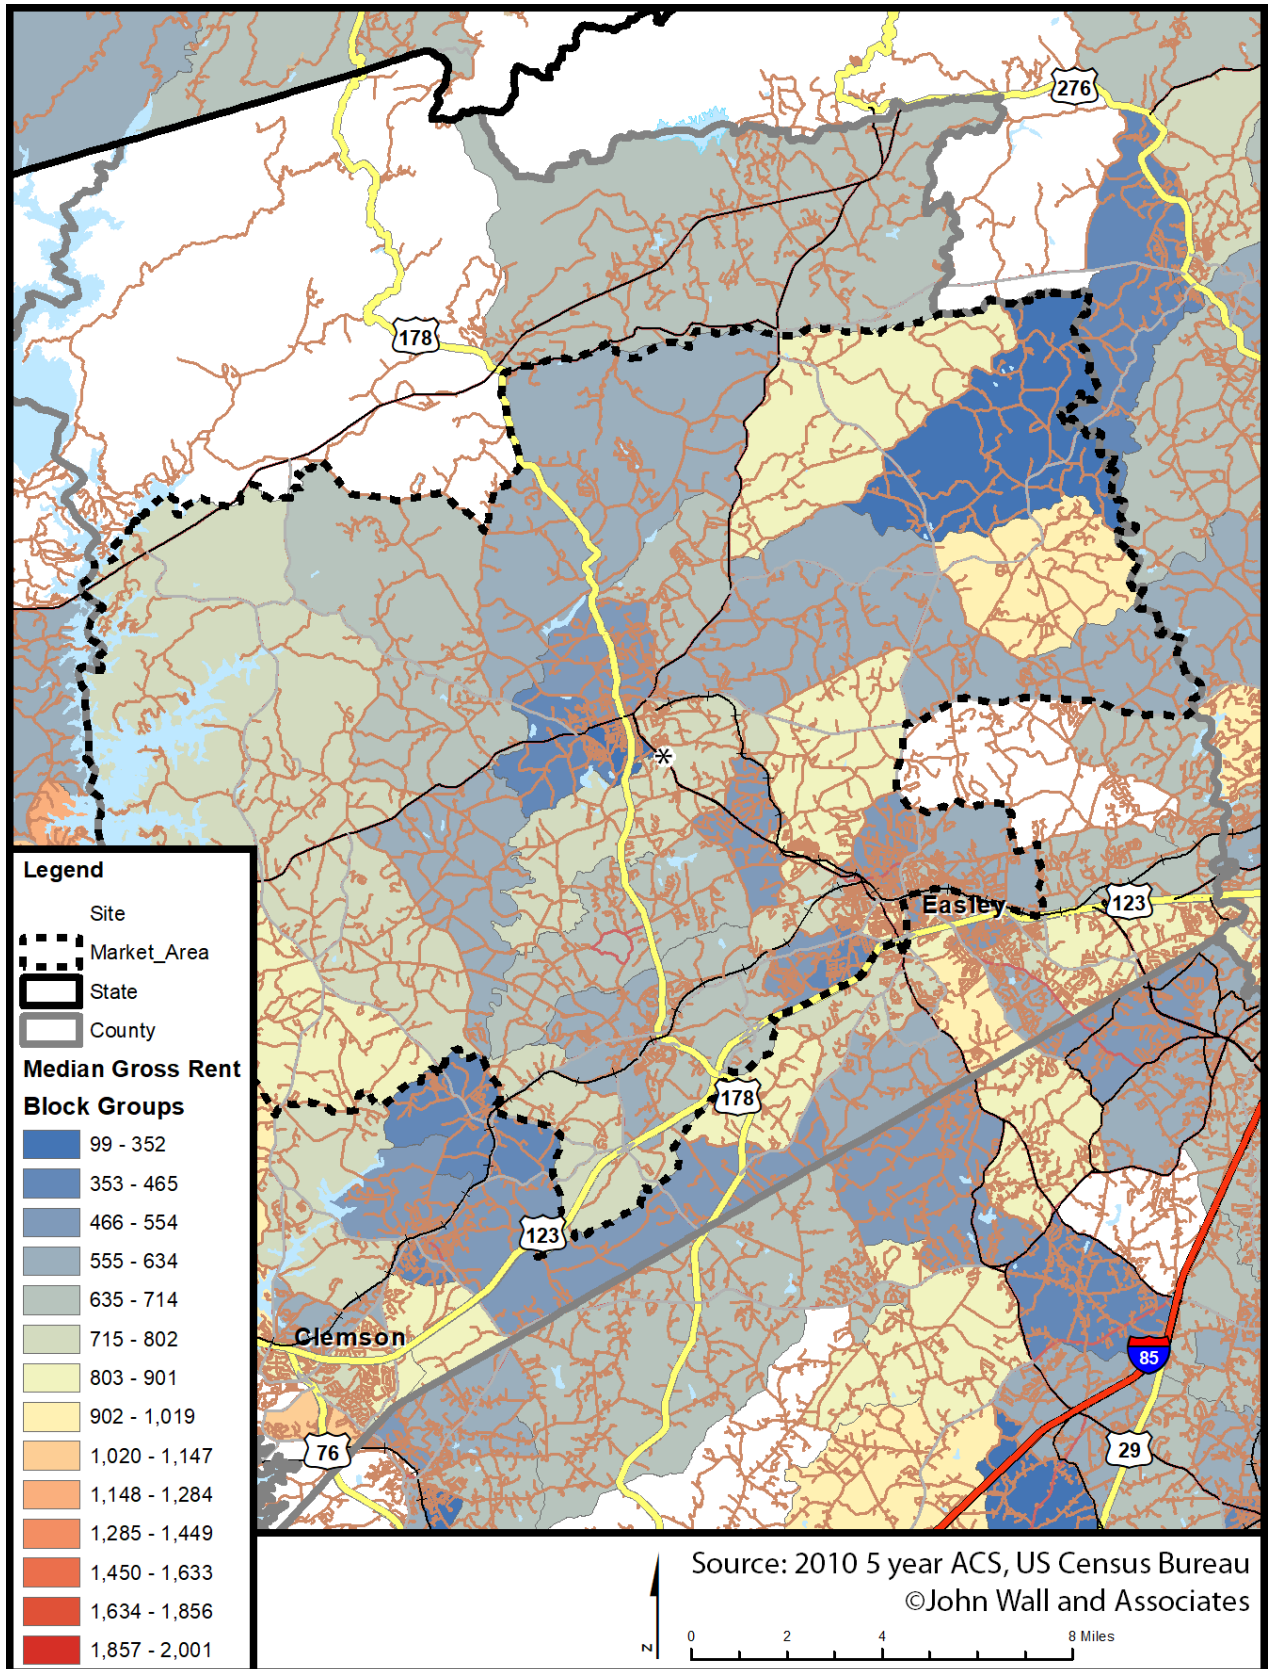 276
178
Easley
123
178
123
Clemson
85
76
29
*
Legend
Site
Market_Area
State
County
Median Gross Rent
Block Groups
99 - 352
353 - 465
466 - 554
555 - 634
635 - 714
715 - 802
803 - 901
902 - 1,019
1,020 - 1,147
1,148 - 1,284
1,285 - 1,449
1,450 - 1,633
1,634 - 1,856
1,857 - 2,001
Source: 2010 5 year ACS, US Census Bureau
©John Wall and Associates
N
0 2 4 8 Miles